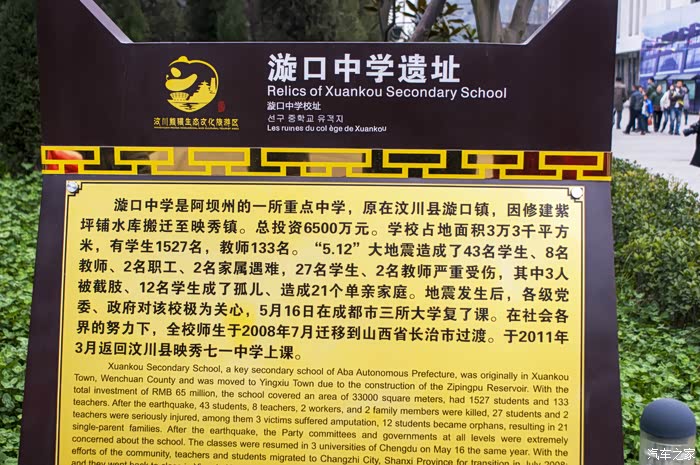 漩口中学遗址
Relics of Xuankou Secondary School
漩口中学校址
선구 중학교 유격지
Les ruines du col ège de Xuankou
漩口中学是阿坝州的一所重点中学，原在汶川县漩口镇，因修建紫
坪铺水库搬迁至映秀镇。总投资6500万元。学校占地面积3万3千平方
米，有学生1527名，教师133名。“5.12”大地震造成了43名学生、8名
教师、2名职工、2名家属遇难，27名学生、2名教师严重受伤，其中3人
被截肢、12名学生成了孤儿、造成21个单亲家庭。地震发生后，各级党
委、政府对该校极为关心，5月16日在成都市三所大学复了课。在社会各
界的努力下，全校师生于2008年7月迁移到山西省长治市过渡。于2011年
3月返回汶川县映秀七一中学上课。
Xuankou Secondary School, a key secondary school of Aba Autonomous Prefecture, was originally in Xuankou
Town, Wenchuan County and was moved to Yingxiu Town due to the construction of the Zipingpu Reservoir. With the
total investment of RMB 65 million, the school covered an area of 33000 square meters, had 1527 students and 133
teachers. After the earthquake, 43 students, 8 teachers, 2 workers, and 2 family members were killed, 27 students and 2
teachers were seriously injured, among them 3 victims suffered amputation, 12 students became orphans, resulting in 21
single-parent families. After the earthquake, the Party committees and governments at all levels were extremely
concerned about the school. The classes were resumed in 3 universities of Chengdu on May 16 the same year. With the
efforts of the community, teachers and students migrated to Changzhi City, Shanxi Province for transition in July 2008
汽车之家